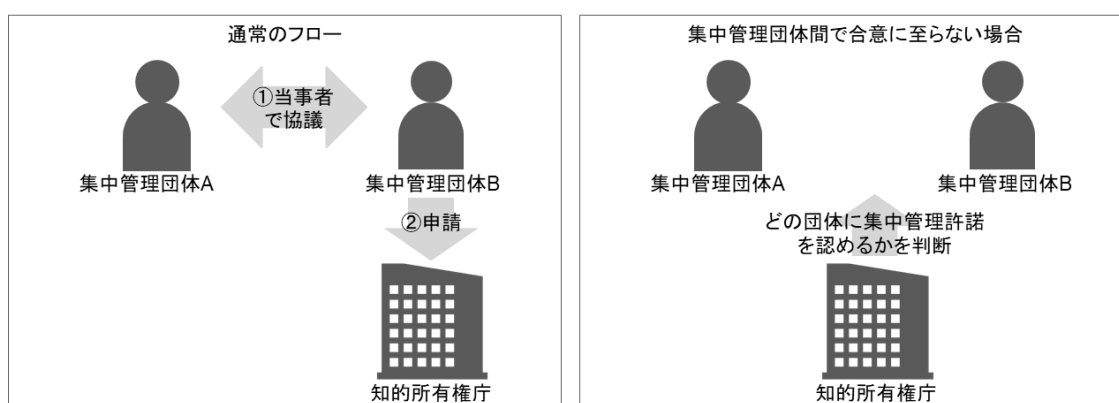 通常のフロー
①当事者
で協議
集中管理団体A
集中管理団体B
②申請
知的所有権庁
集中管理団体間で合意に至らない場合
集中管理団体A
集中管理団体B
どの団体に集中管理許諾
を認めるかを判断
知的所有権庁